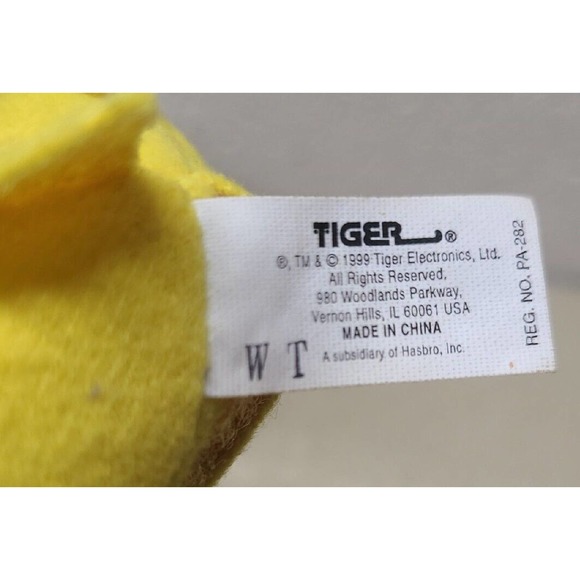 TIGER®
®, TM & © 1999 Tiger Electronics, Ltd.
All Rights Reserved.
980 Woodlands Parkway,
Vernon Hills, IL 60061 USA
MADE IN CHINA
A subsidiary of Hasbro, Inc.
W T
REG. NO. PA-282